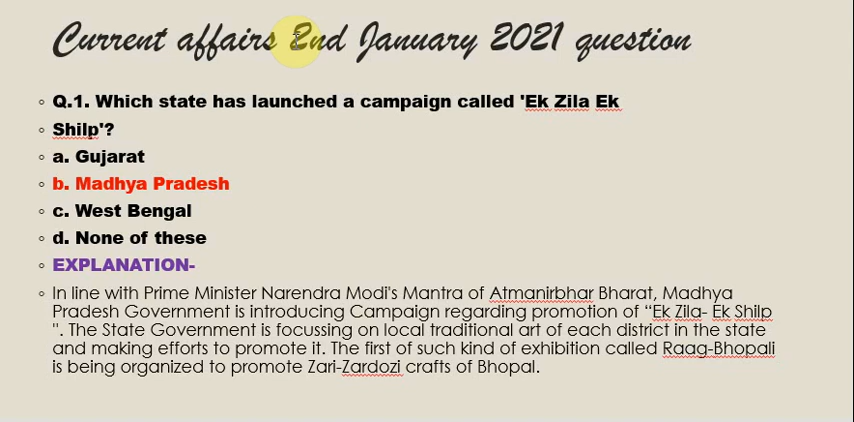 Current affairs 2nd January 2021 question
Q.1. Which state has launched a campaign called 'Ek Zila Ek
Shilp'?
a. Gujarat
b. Madhya Pradesh
c. West Bengal
d. None of these
EXPLANATION-
In line with Prime Minister Narendra Modi's Mantra of Atmanirbhar Bharat, Madhya
Pradesh Government is introducing Campaign regarding promotion of “Ek Zila- Ek Shilp
". The State Government is focussing on local traditional art of each district in the state
and making efforts to promote it. The first of such kind of exhibition called Raag-Bhopali
is being organized to promote Zari-Zardozi crafts of Bhopal.